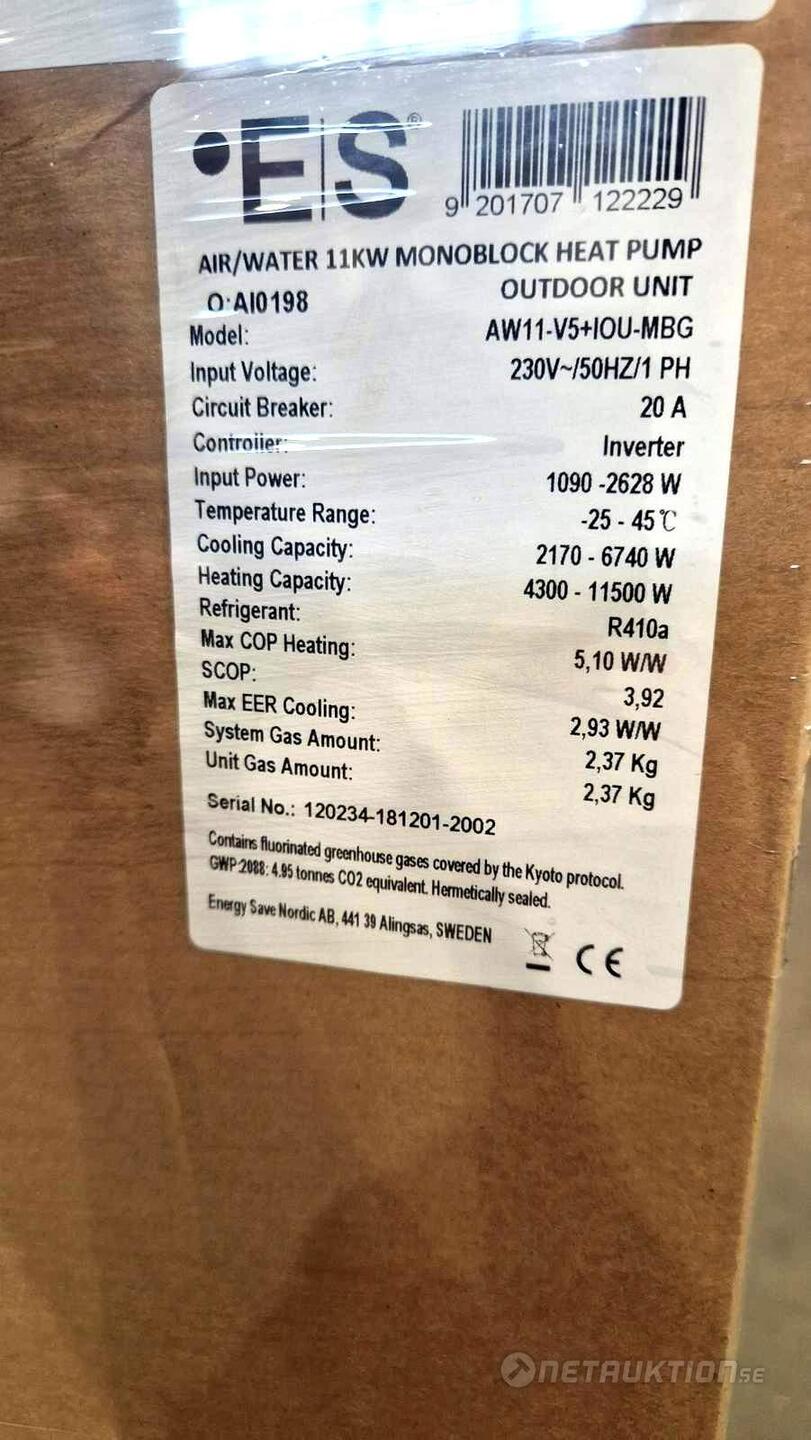 ES®
9 201707 122229
AIR/WATER 11KW MONOBLOCK HEAT PUMP
OUTDOOR UNIT
O:AI0198
Model: AW11-V5+IOU-MBG
Input Voltage: 230V~/50HZ/1 PH
Circuit Breaker: 20 A
Controller: Inverter
Input Power: 1090 -2628 W
Temperature Range: -25 - 45℃
Cooling Capacity: 2170 - 6740 W
Heating Capacity: 4300 - 11500 W
Refrigerant: R410a
Max COP Heating: 5,10 W/W
SCOP: 3,92
Max EER Cooling: 2,93 W/W
System Gas Amount: 2,37 Kg
Unit Gas Amount: 2,37 Kg
Serial No.: 120234-181201-2002
Contains fluorinated greenhouse gases covered by the Kyoto protocol.
GWP:2088: 4.95 tonnes CO2 equivalent. Hermetically sealed.
Energy Save Nordic AB, 441 39 Alingsas, SWEDEN
CE
NETAUKTION.SE